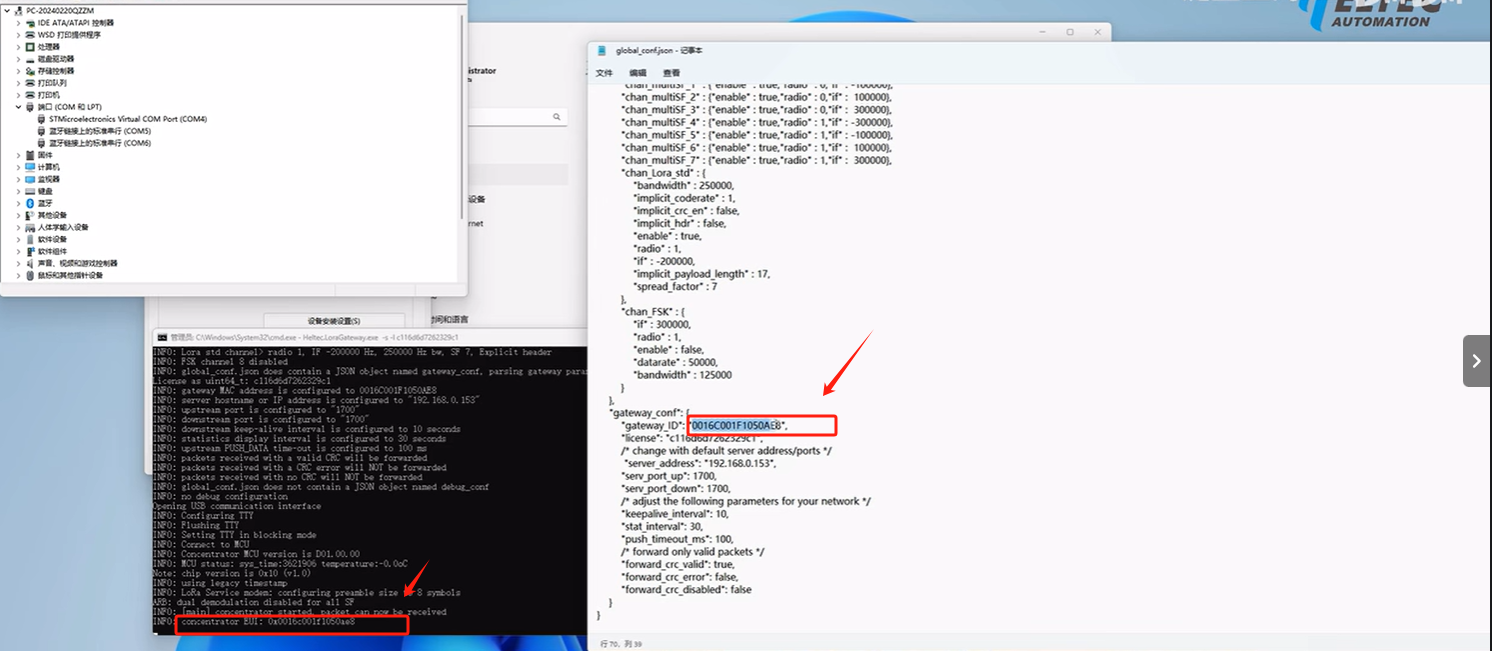 PC-20240220QZZM
IDE ATA/ATAPI 控制器
WSD 打印提供程序
处理器
磁盘驱动器
存储控制器
打印队列
打印机
端口 (COM 和 LPT)
STMicroelectronics Virtual COM Port (COM4)
蓝牙链接上的标准串行 (COM5)
蓝牙链接上的标准串行 (COM6)
固件
计算机
监视器
键盘
蓝牙
其他设备
人体学输入设备
软件设备
软件组件
声音、视频和游戏控制器
鼠标和其他指针设备
istrator
设备
rnet
设备安装设置(S)
时间和语言
管理员: C:\Windows\System32\cmd.exe - Heltec.LoraGateway.exe -s -l c116d6d7262329c1
INFO: Lora std channel> radio 1, IF -200000 Hz, 250000 Hz bw, SF 7, Explicit header
INFO: FSK channel 8 disabled
INFO: global_conf.json does contain a JSON object named gateway_conf, parsing gateway para
License as uint64_t: c116d6d7262329c1
INFO: gateway MAC address is configured to 0016C001F1050AE8
INFO: server hostname or IP address is configured to "192.168.0.153"
INFO: upstream port is configured to "1700"
INFO: downstream port is configured to "1700"
INFO: downstream keep-alive interval is configured to 10 seconds
INFO: statistics display interval is configured to 30 seconds
INFO: upstream PUSH_DATA time-out is configured to 100 ms
INFO: packets received with a valid CRC will be forwarded
INFO: packets received with a CRC error will NOT be forwarded
INFO: packets received with no CRC will NOT be forwarded
INFO: global_conf.json does not contain a JSON object named debug_conf
INFO: no debug configuration
Opening USB communication interface
INFO: Configuring TTY
INFO: Flushing TTY
INFO: Setting TTY in blocking mode
INFO: Connect to MCU
INFO: Concentrator MCU version is D01.00.00
INFO: MCU status: sys_time:3621906 temperature:-0.0oC
Note: chip version is 0x10 (v1.0)
INFO: using legacy timestamp
INFO: LoRa Service modem: configuring preamble size 8 symbols
ARB: dual demodulation disabled for all SF
INFO: [main] concentrator started, packet can now be received
INFO: concentrator EUI: 0x0016c001f1050ae8
AUTOMATION
global_conf.json - 记事本
文件 编辑 查看
"chan_multiSF_1" : {"enable" : true,"radio" : 0,"if" : -100000},
"chan_multiSF_2" : {"enable" : true,"radio" : 0,"if" : 100000},
"chan_multiSF_3" : {"enable" : true,"radio" : 0,"if" : 300000},
"chan_multiSF_4" : {"enable" : true,"radio" : 1,"if" : -300000},
"chan_multiSF_5" : {"enable" : true,"radio" : 1,"if" : -100000},
"chan_multiSF_6" : {"enable" : true,"radio" : 1,"if" : 100000},
"chan_multiSF_7" : {"enable" : true,"radio" : 1,"if" : 300000},
"chan_Lora_std" : {
"bandwidth" : 250000,
"implicit_coderate" : 1,
"implicit_crc_en" : false,
"implicit_hdr" : false,
"enable" : true,
"radio" : 1,
"if" : -200000,
"implicit_payload_length" : 17,
"spread_factor" : 7
},
"chan_FSK" : {
"if" : 300000,
"radio" : 1,
"enable" : false,
"datarate" : 50000,
"bandwidth" : 125000
}
},
"gateway_conf": {
"gateway_ID": "0016C001F1050AE8",
"license": "c116d6d7262329c1",
/* change with default server address/ports */
"server_address": "192.168.0.153",
"serv_port_up": 1700,
"serv_port_down": 1700,
/* adjust the following parameters for your network */
"keepalive_interval": 10,
"stat_interval": 30,
"push_timeout_ms": 100,
/* forward only valid packets */
"forward_crc_valid": true,
"forward_crc_error": false,
"forward_crc_disabled": false
}
}
行 70, 列 39